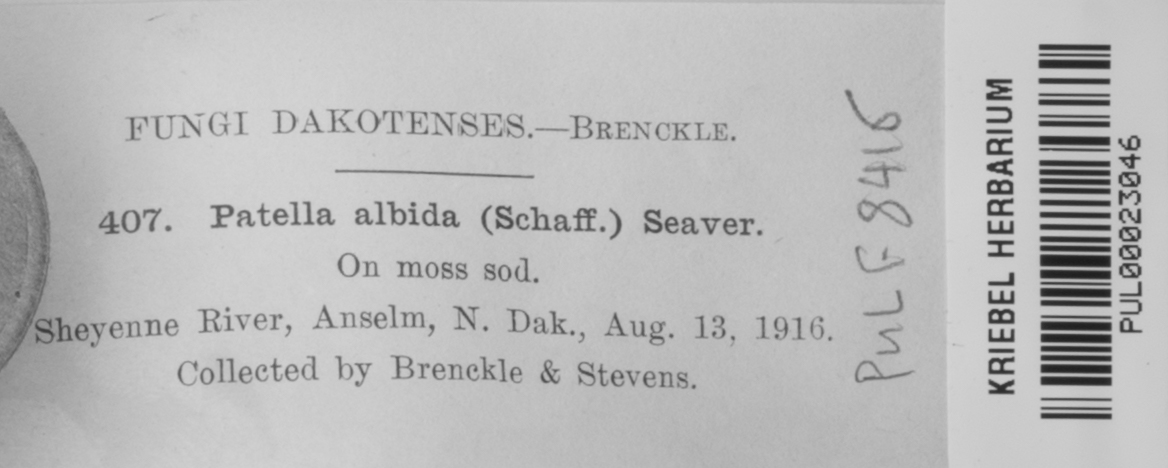 FUNGI DAKOTENSES.—BRENCKLE.
407. Patella albida (Schaff.) Seaver.
On moss sod.
Sheyenne River, Anselm, N. Dak., Aug. 13, 1916.
Collected by Brenckle & Stevens.
PUL F 8416
KRIEBEL HERBARIUM
PUL00023046